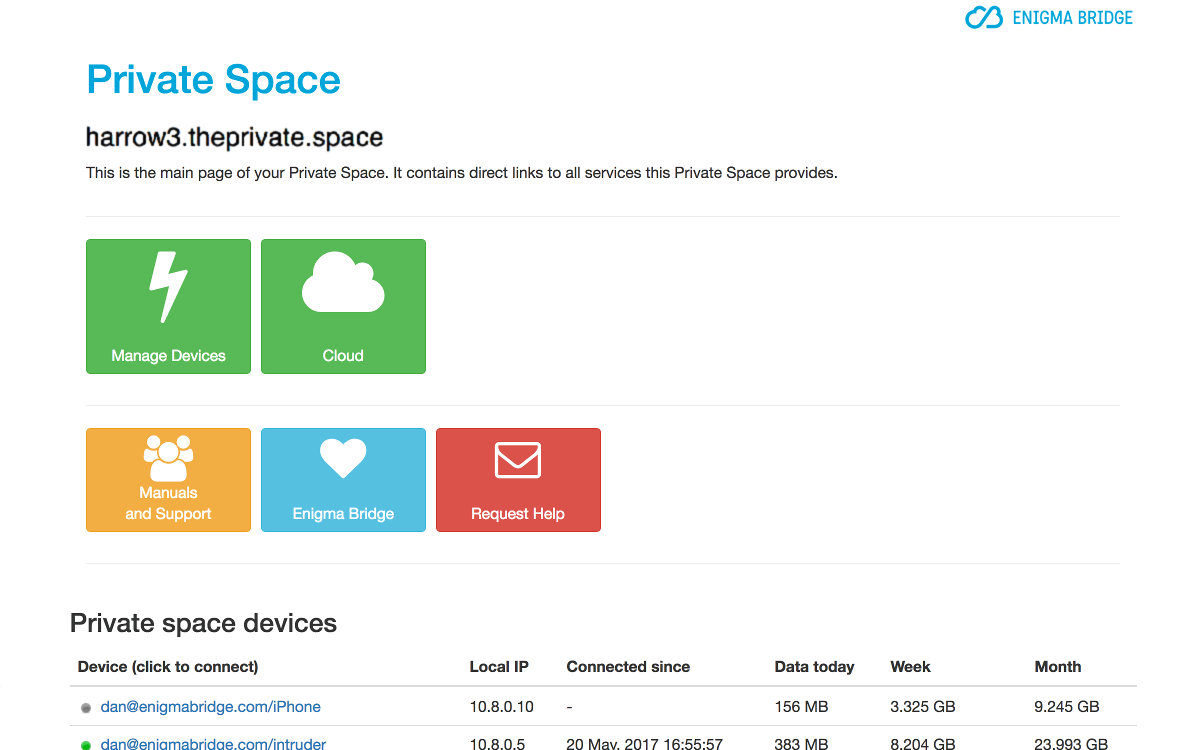 ENIGMA BRIDGE
Private Space
harrow3.theprivate.space
This is the main page of your Private Space. It contains direct links to all services this Private Space provides.
Manage Devices
Cloud
Manuals
and Support
Enigma Bridge
Request Help
Private space devices
Device (click to connect) Local IP Connected since Data today Week Month
dan@enigmabridge.com/iPhone 10.8.0.10 - 156 MB 3.325 GB 9.245 GB
dan@enigmabridge.com/intruder 10.8.0.5 20 May, 2017 16:55:57 383 MB 8.204 GB 23.993 GB